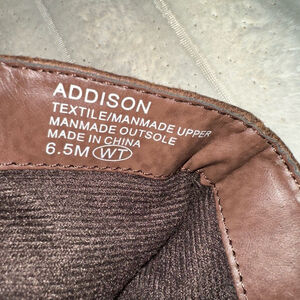 ADDISON
TEXTILE/MANMADE UPPER
MANMADE OUTSOLE
MADE IN CHINA
6.5M WT